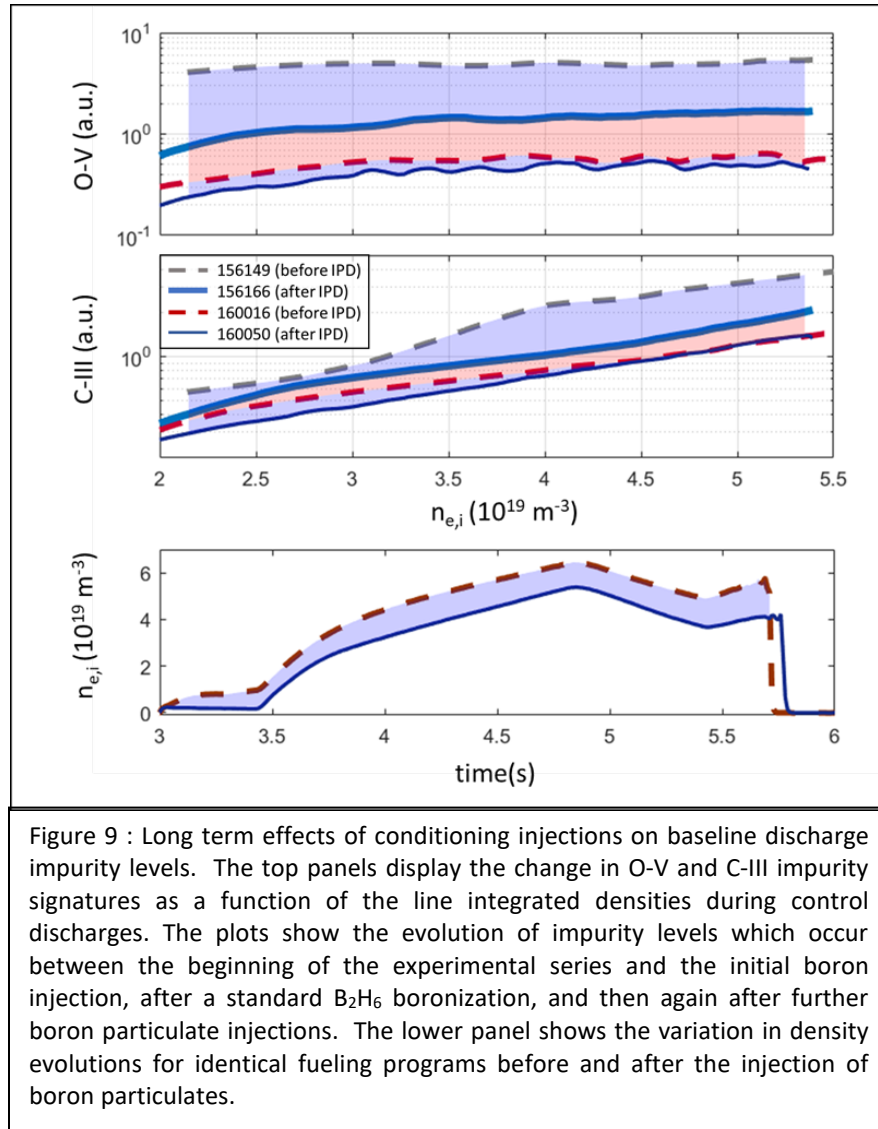 10¹
O-V (a.u.)
10⁰
10⁻¹
156149 (before IPD)
156166 (after IPD)
160016 (before IPD)
160050 (after IPD)
C-III (a.u.)
10⁰
2 2.5 3 3.5 4 4.5 5 5.5
nₑ,ᵢ (10¹⁹ m⁻³)
nₑ,ᵢ (10¹⁹ m⁻³)
6
4
2
0
3 3.5 4 4.5 5 5.5 6
time(s)
Figure 9 : Long term effects of conditioning injections on baseline discharge
impurity levels. The top panels display the change in O-V and C-III impurity
signatures as a function of the line integrated densities during control
discharges. The plots show the evolution of impurity levels which occur
between the beginning of the experimental series and the initial boron
injection, after a standard B₂H₆ boronization, and then again after further
boron particulate injections. The lower panel shows the variation in density
evolutions for identical fueling programs before and after the injection of
boron particulates.